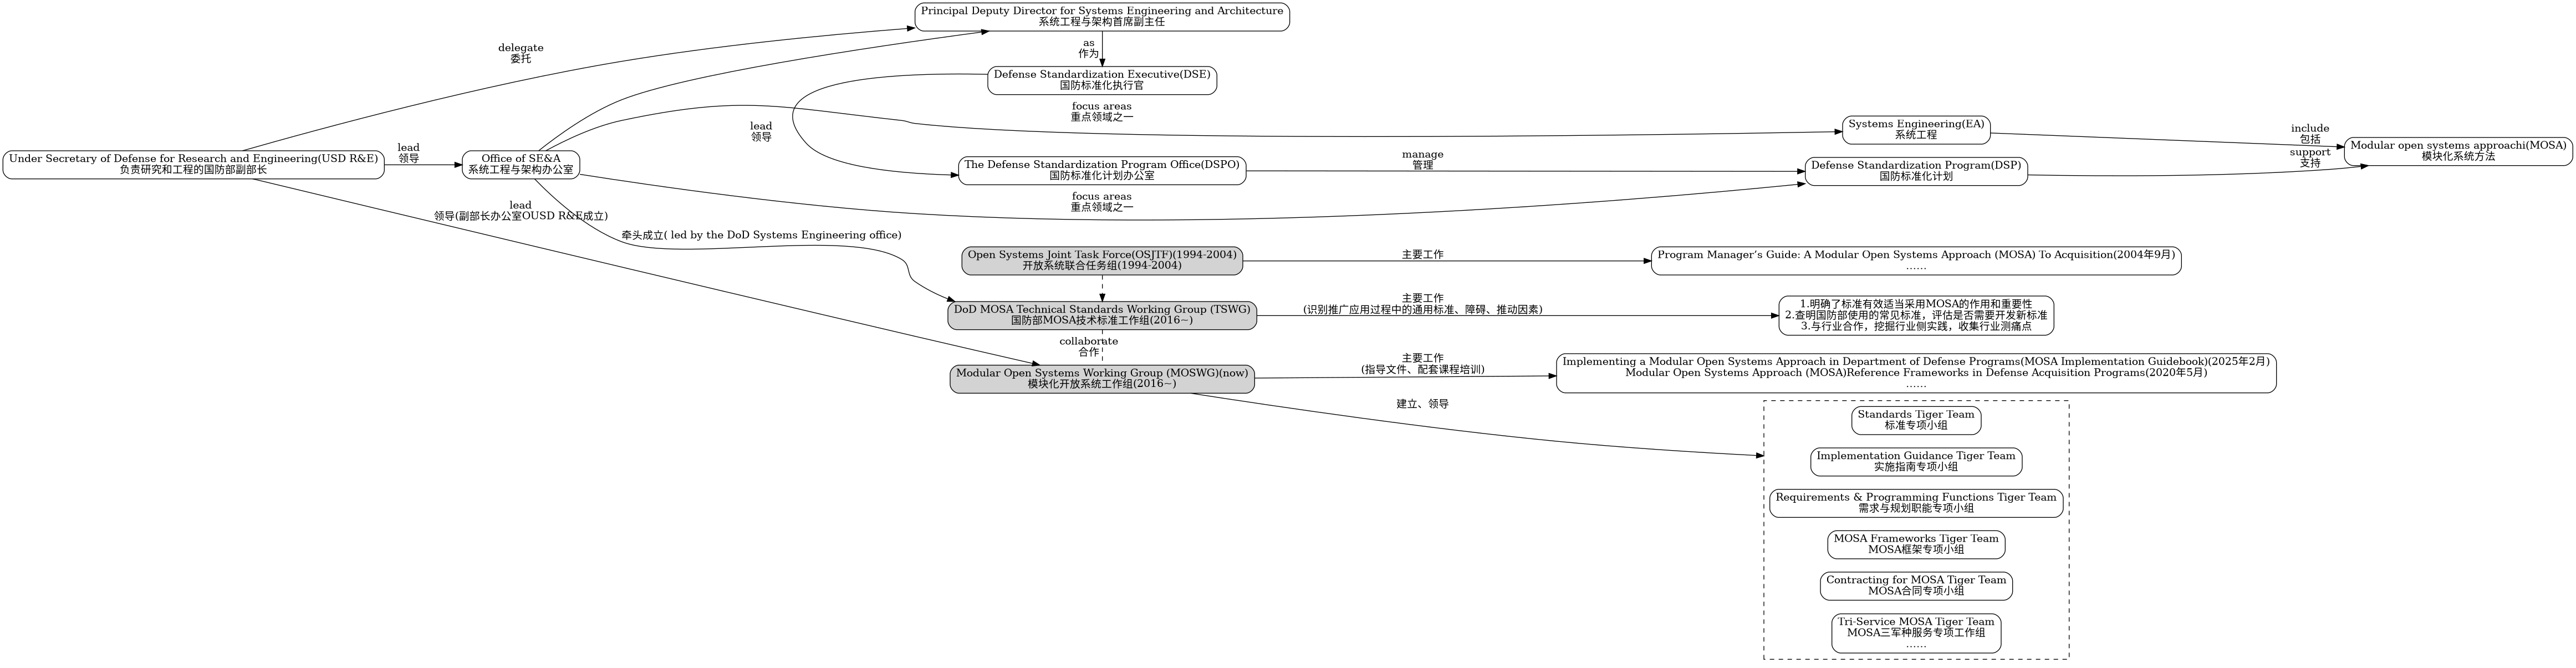 Principal Deputy Director for Systems Engineering and Architecture
系统工程与架构首席副主任
delegate
委托
as
作为
Defense Standardization Executive(DSE)
国防标准化执行官
focus areas
重点领域之一
lead
领导
Systems Engineering(EA)
系统工程
include
包括
Modular open systems approachi(MOSA)
模块化系统方法
support
支持
lead
领导
Under Secretary of Defense for Research and Engineering(USD R&E)
负责研究和工程的国防部副部长
Office of SE&A
系统工程与架构办公室
The Defense Standardization Program Office(DSPO)
国防标准化计划办公室
manage
管理
Defense Standardization Program(DSP)
国防标准化计划
focus areas
重点领域之一
lead
领导(副部长办公室OUSD R&E成立)
牵头成立( led by the DoD Systems Engineering office)
Open Systems Joint Task Force(OSJTF)(1994-2004)
开放系统联合任务组(1994-2004)
主要工作
Program Manager’s Guide: A Modular Open Systems Approach (MOSA) To Acquisition(2004年9月)
……
DoD MOSA Technical Standards Working Group (TSWG)
国防部MOSA技术标准工作组(2016~)
主要工作
(识别推广应用过程中的通用标准、障碍、推动因素)
1.明确了标准有效适当采用MOSA的作用和重要性
2.查明国防部使用的常见标准，评估是否需要开发新标准
3.与行业合作，挖掘行业侧实践，收集行业测痛点
collaborate
合作
Modular Open Systems Working Group (MOSWG)(now)
模块化开放系统工作组(2016~)
主要工作
(指导文件、配套课程培训)
Implementing a Modular Open Systems Approach in Department of Defense Programs(MOSA Implementation Guidebook)(2025年2月)
Modular Open Systems Approach (MOSA)Reference Frameworks in Defense Acquisition Programs(2020年5月)
……
建立、领导
Standards Tiger Team
标准专项小组
Implementation Guidance Tiger Team
实施指南专项小组
Requirements & Programming Functions Tiger Team
需求与规划职能专项小组
MOSA Frameworks Tiger Team
MOSA框架专项小组
Contracting for MOSA Tiger Team
MOSA合同专项小组
Tri-Service MOSA Tiger Team
MOSA三军种服务专项工作组
……